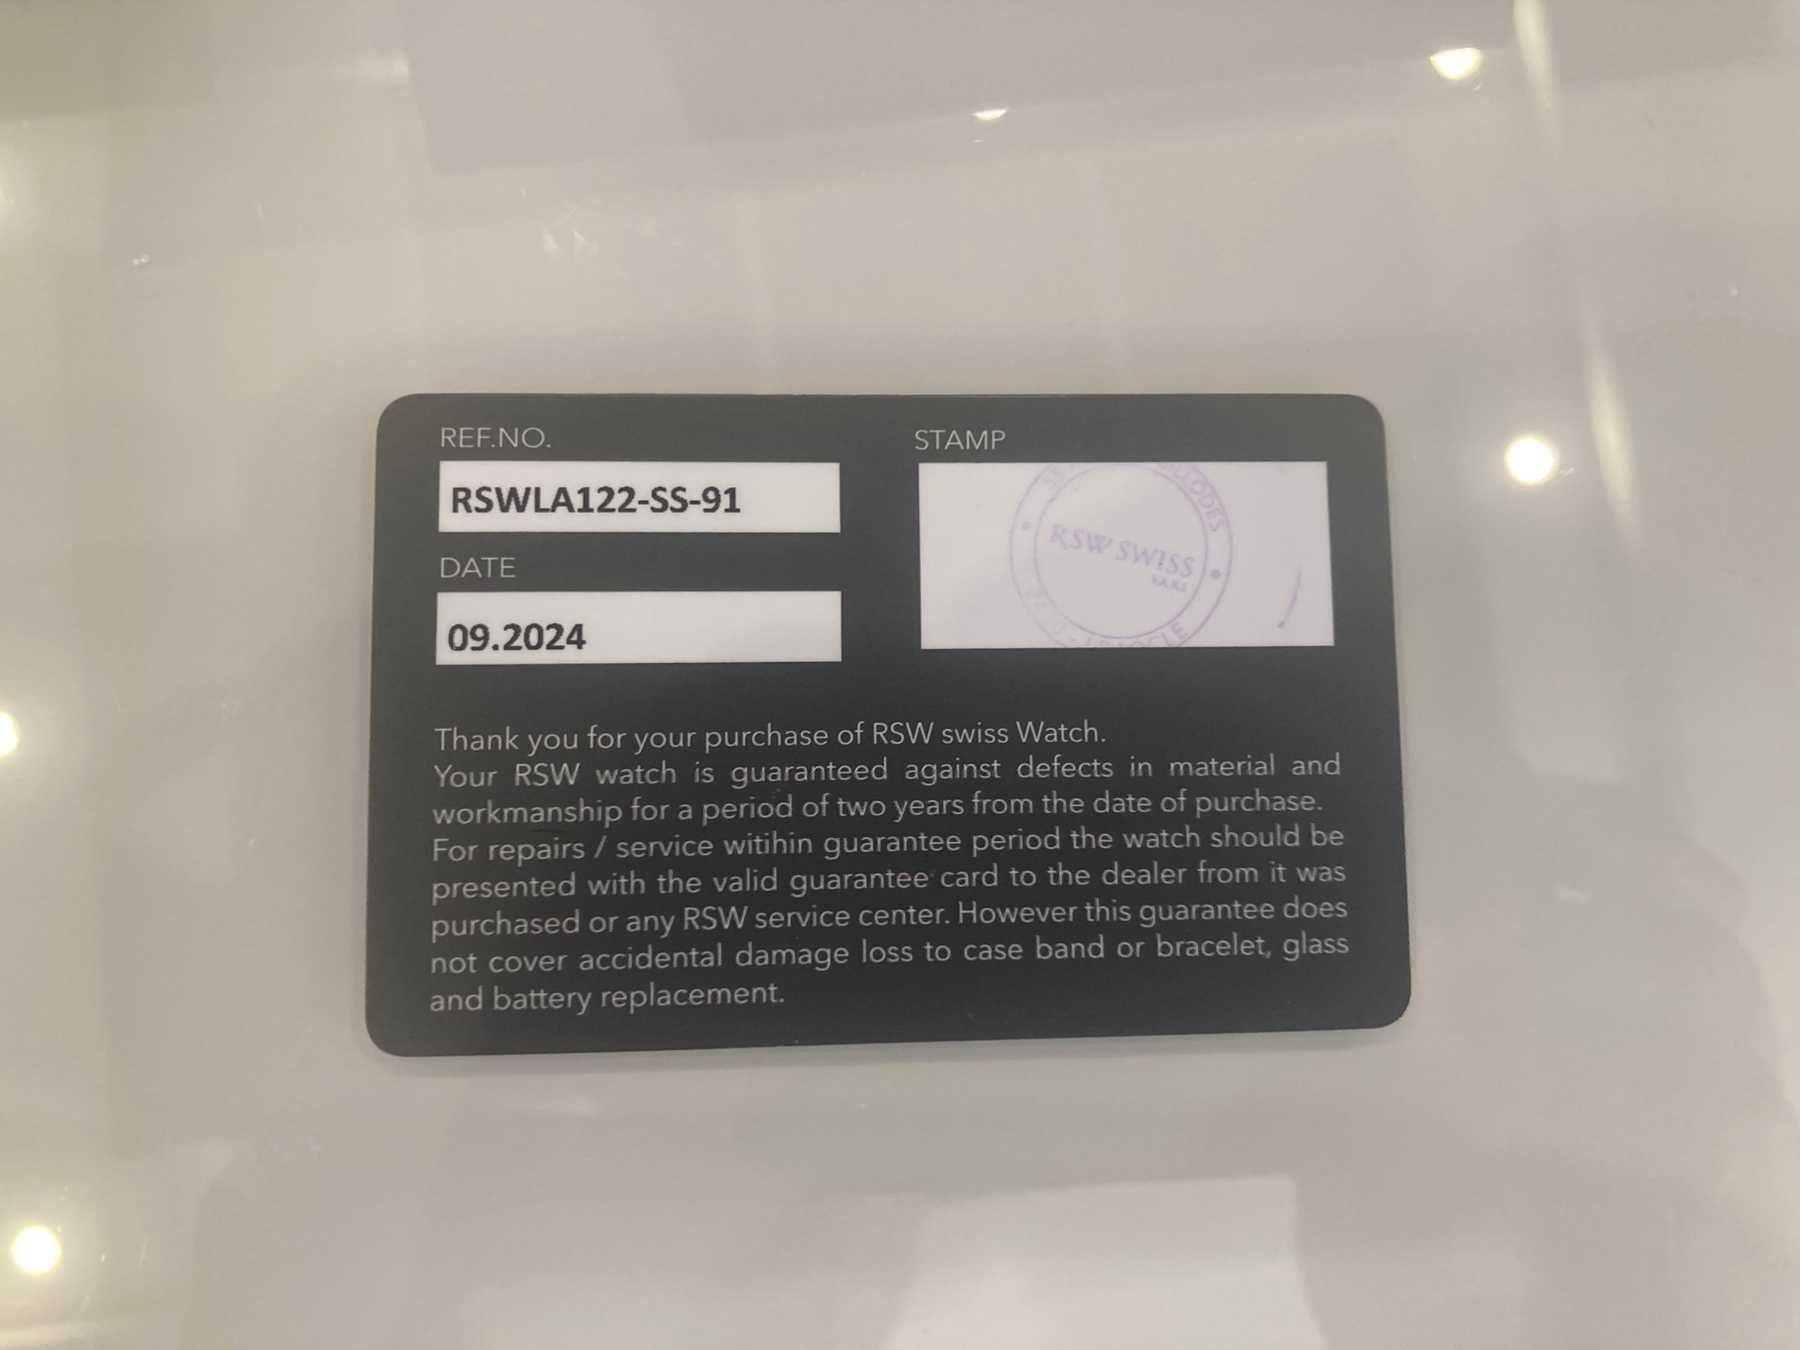 REF.NO.
RSWLA122-SS-91
DATE
09.2024
STAMP
RSW SWISS
Thank you for your purchase of RSW swiss Watch.
Your RSW watch is guaranteed against defects in material and
workmanship for a period of two years from the date of purchase.
For repairs / service witihin guarantee period the watch should be
presented with the valid guarantee card to the dealer from it was
purchased or any RSW service center. However this guarantee does
not cover accidental damage loss to case band or bracelet, glass
and battery replacement.